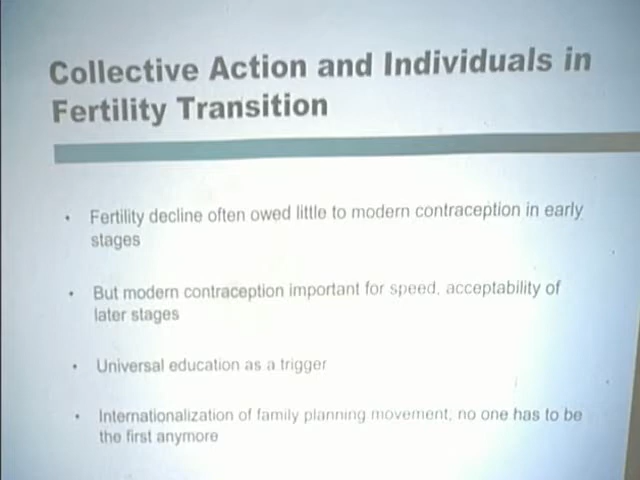 Collective Action and Individuals in
Fertility Transition
• Fertility decline often owed little to modern contraception in early
stages
• But modern contraception important for speed, acceptability of
later stages
• Universal education as a trigger
• Internationalization of family planning movement, no one has to be
the first anymore